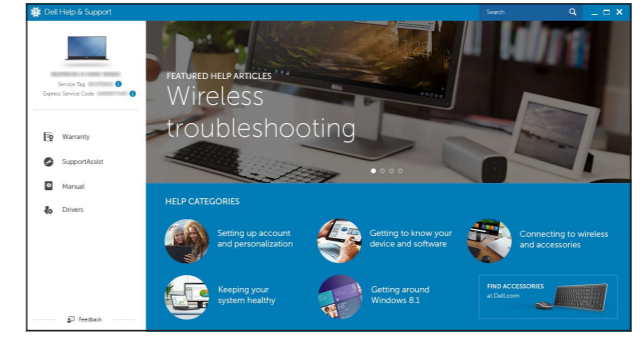 Dell Help & Support
Search
Service Tag
Express Service Code
Warranty
SupportAssist
Manual
Drivers
Feedback
FEATURED HELP ARTICLES
Wireless
troubleshooting
HELP CATEGORIES
Setting up account
and personalization
Getting to know your
device and software
Connecting to wireless
and accessories
Keeping your
system healthy
Getting around
Windows 8.1
FIND ACCESSORIES
at Dell.com